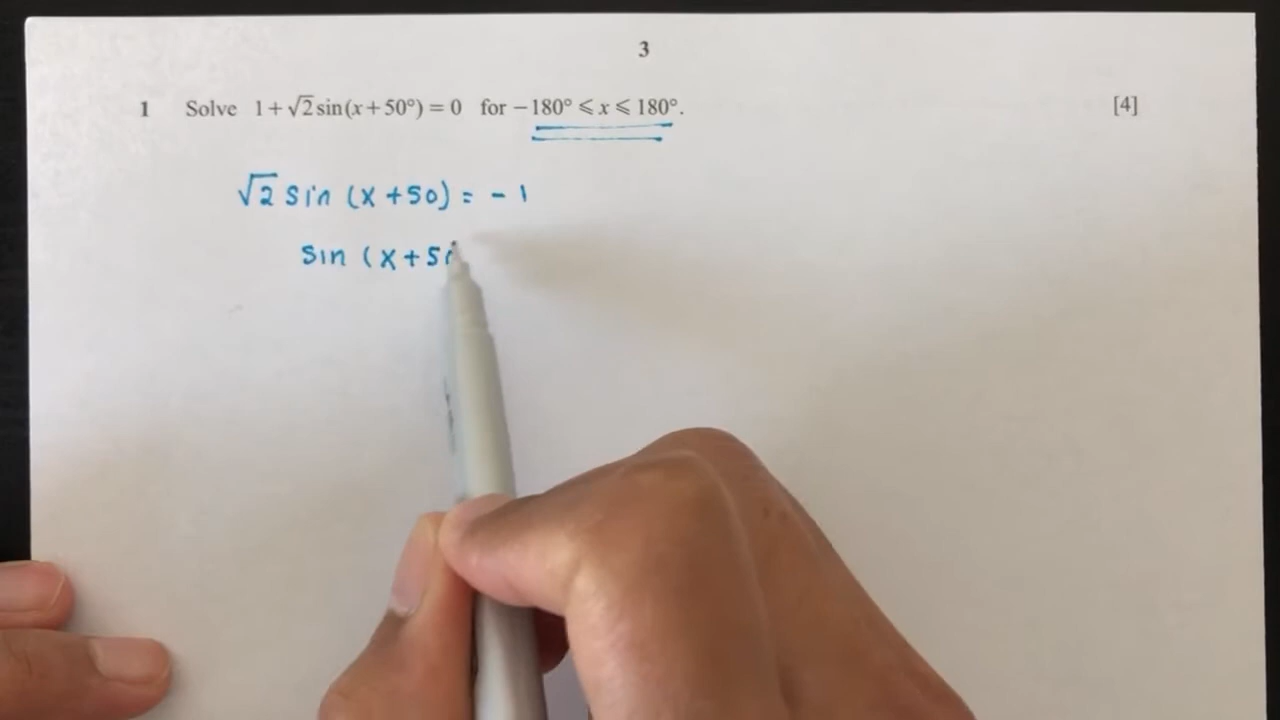 3
1 Solve 1+√2 sin(x+50°)=0 for −180° ⩽ x ⩽ 180°. [4]
√2 sin (x+50) = -1
sin (x+5